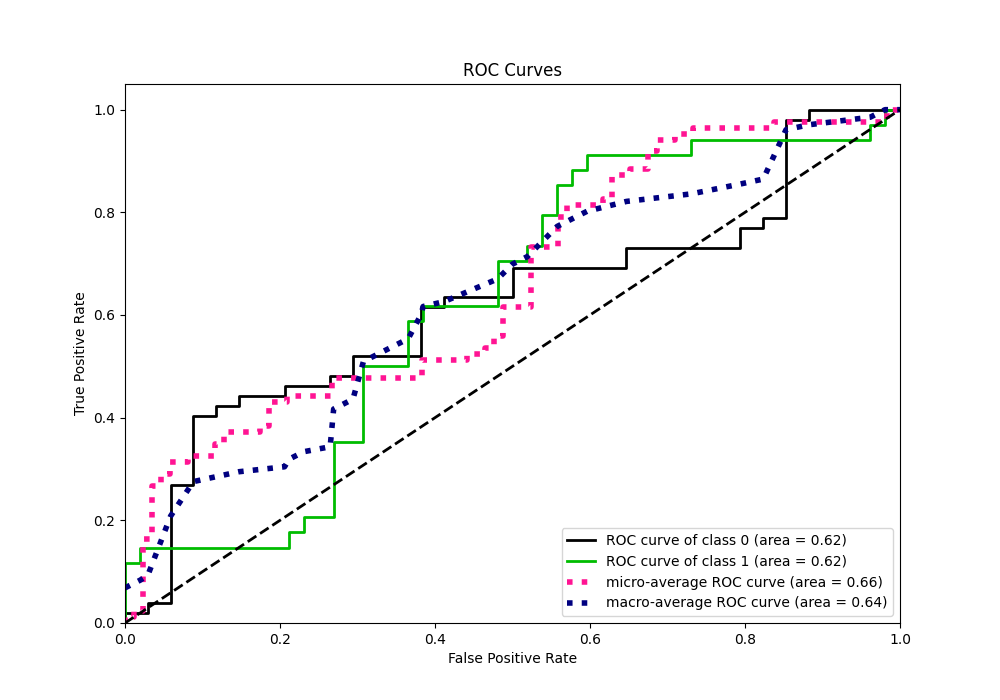 ROC Curves
True Positive Rate
1.0
0.8
0.6
0.4
0.2
0.0
0.0 0.2 0.4 0.6 0.8 1.0
False Positive Rate
ROC curve of class 0 (area = 0.62)
ROC curve of class 1 (area = 0.62)
micro-average ROC curve (area = 0.66)
macro-average ROC curve (area = 0.64)